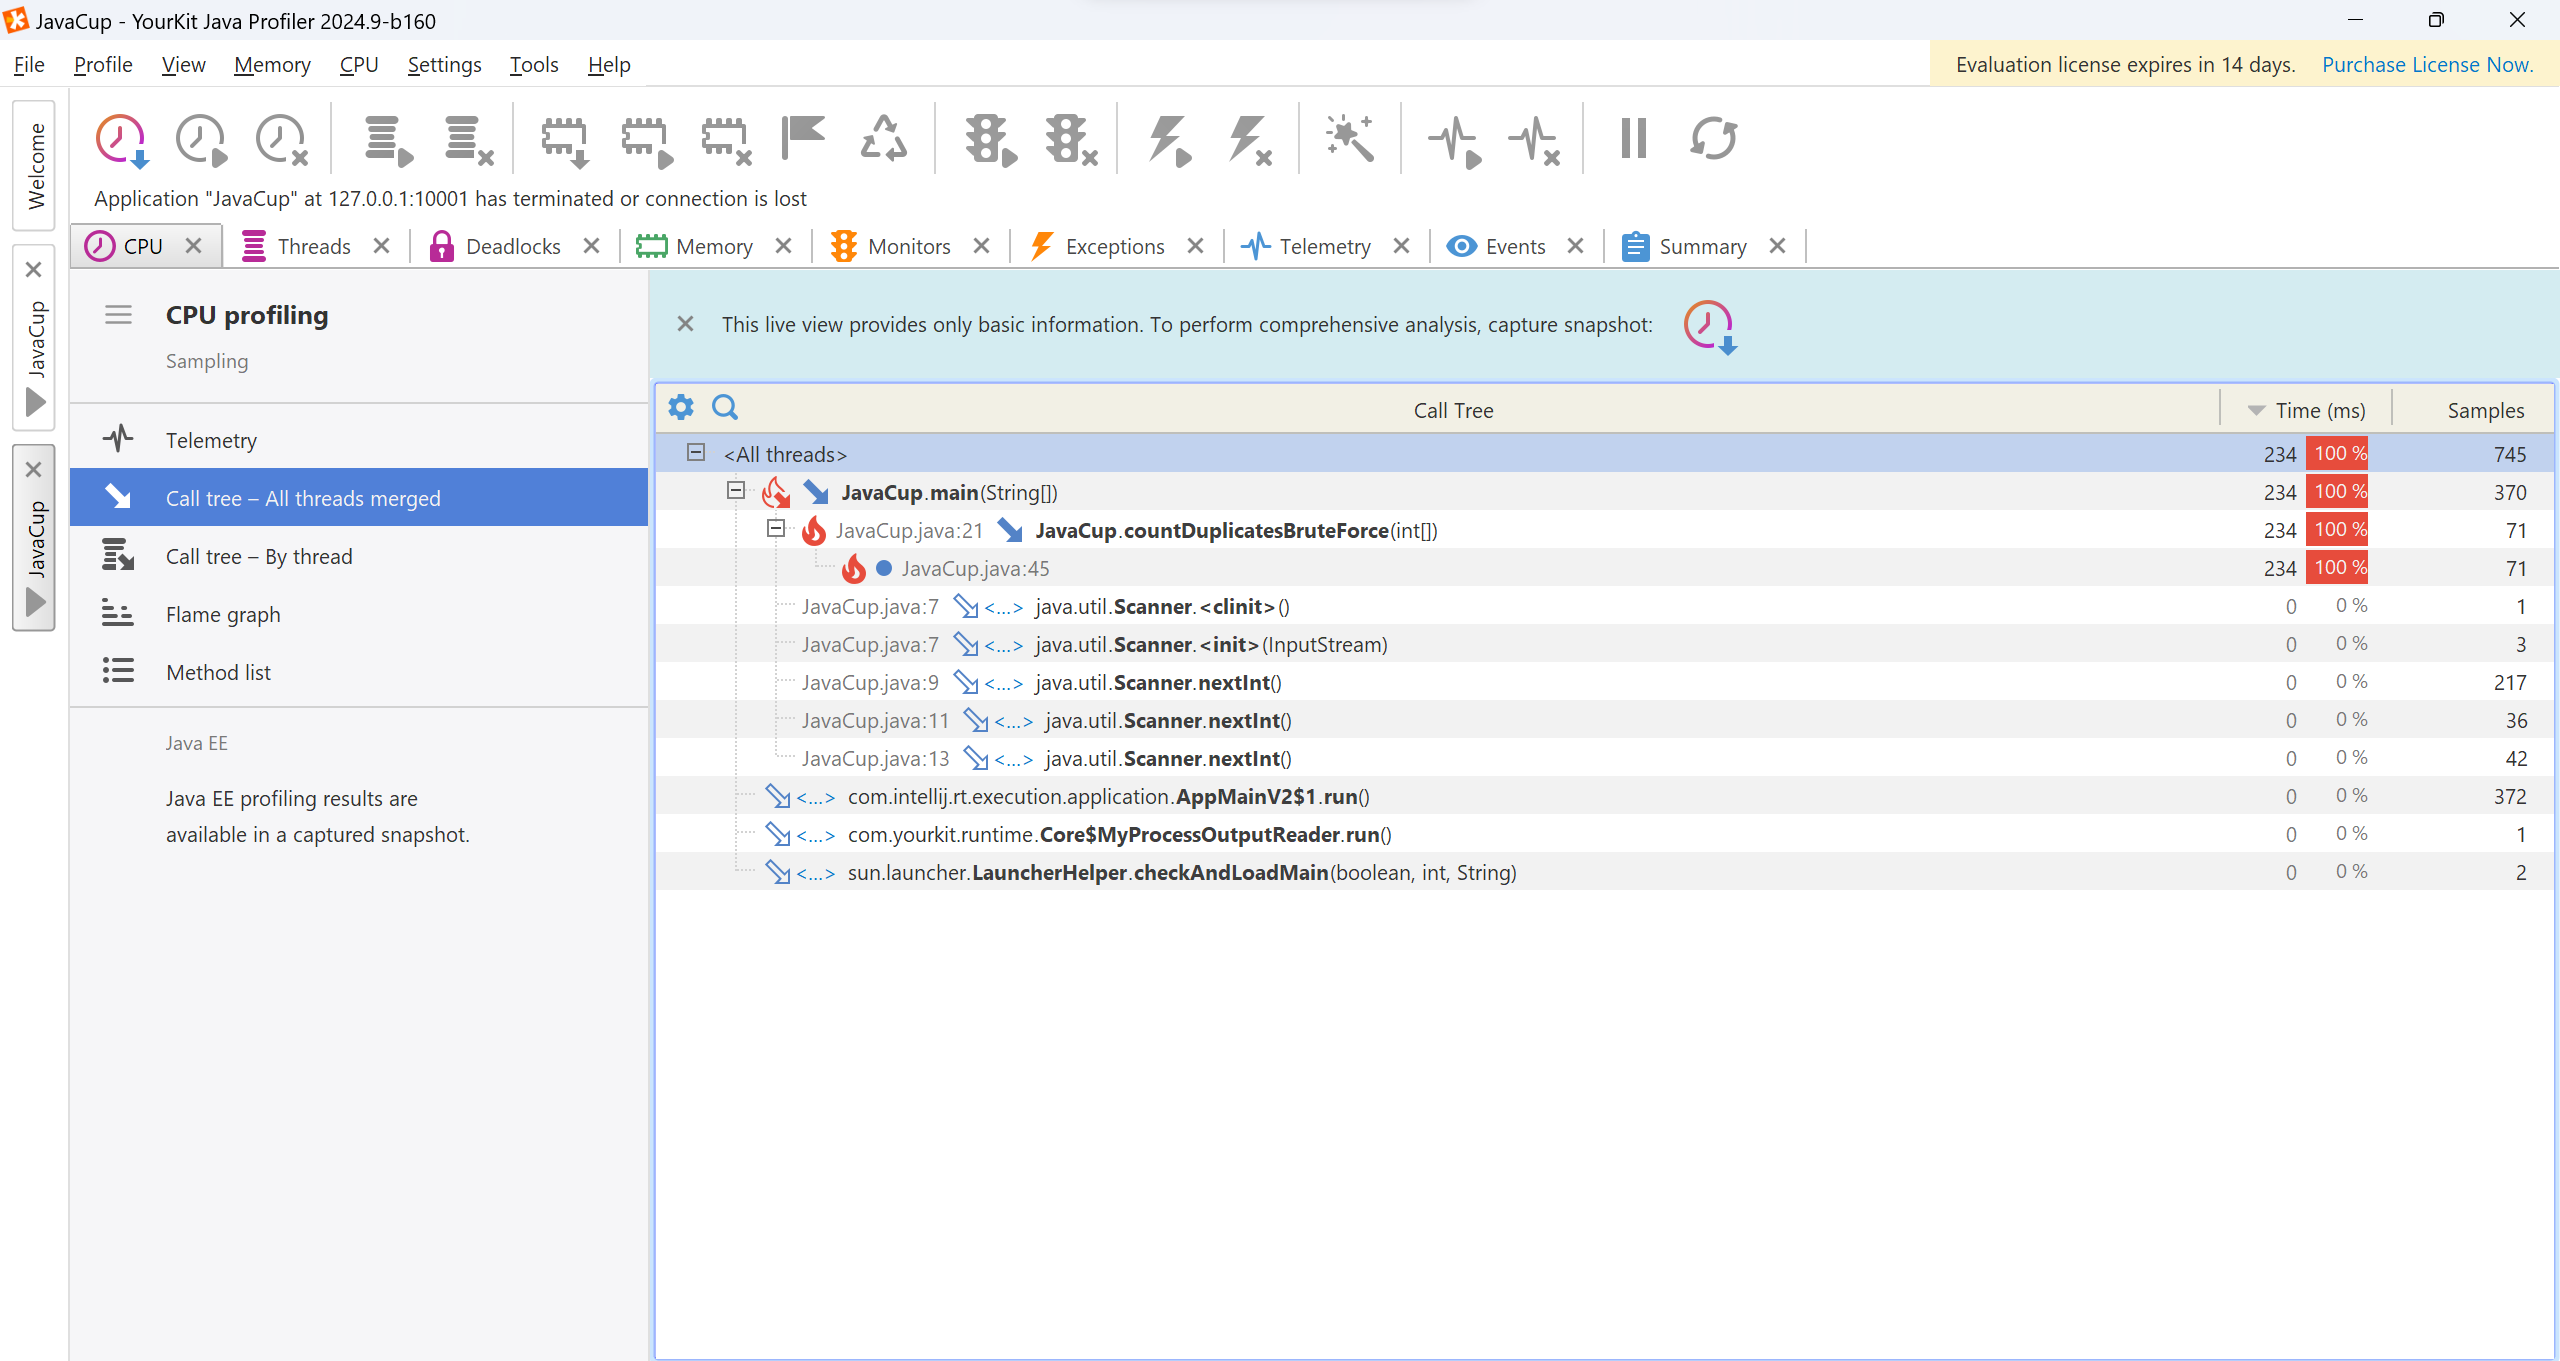 JavaCup - YourKit Java Profiler 2024.9-b160
File Profile View Memory CPU Settings Tools Help
Evaluation license expires in 14 days. Purchase License Now.
Welcome
JavaCup
JavaCup
Application "JavaCup" at 127.0.0.1:10001 has terminated or connection is lost
CPU Threads Deadlocks Memory Monitors Exceptions Telemetry Events Summary
CPU profiling
Sampling
Telemetry
Call tree – All threads merged
Call tree – By thread
Flame graph
Method list
Java EE
Java EE profiling results are
available in a captured snapshot.
This live view provides only basic information. To perform comprehensive analysis, capture snapshot:
Call Tree Time (ms) Samples
<All threads> 234 100 % 745
JavaCup.main(String[]) 234 100 % 370
JavaCup.java:21 JavaCup.countDuplicatesBruteForce(int[]) 234 100 % 71
JavaCup.java:45 234 100 % 71
JavaCup.java:7 <...> java.util.Scanner.<clinit>() 0 0 % 1
JavaCup.java:7 <...> java.util.Scanner.<init>(InputStream) 0 0 % 3
JavaCup.java:9 <...> java.util.Scanner.nextInt() 0 0 % 217
JavaCup.java:11 <...> java.util.Scanner.nextInt() 0 0 % 36
JavaCup.java:13 <...> java.util.Scanner.nextInt() 0 0 % 42
<...> com.intellij.rt.execution.application.AppMainV2$1.run() 0 0 % 372
<...> com.yourkit.runtime.Core$MyProcessOutputReader.run() 0 0 % 1
<...> sun.launcher.LauncherHelper.checkAndLoadMain(boolean, int, String) 0 0 % 2